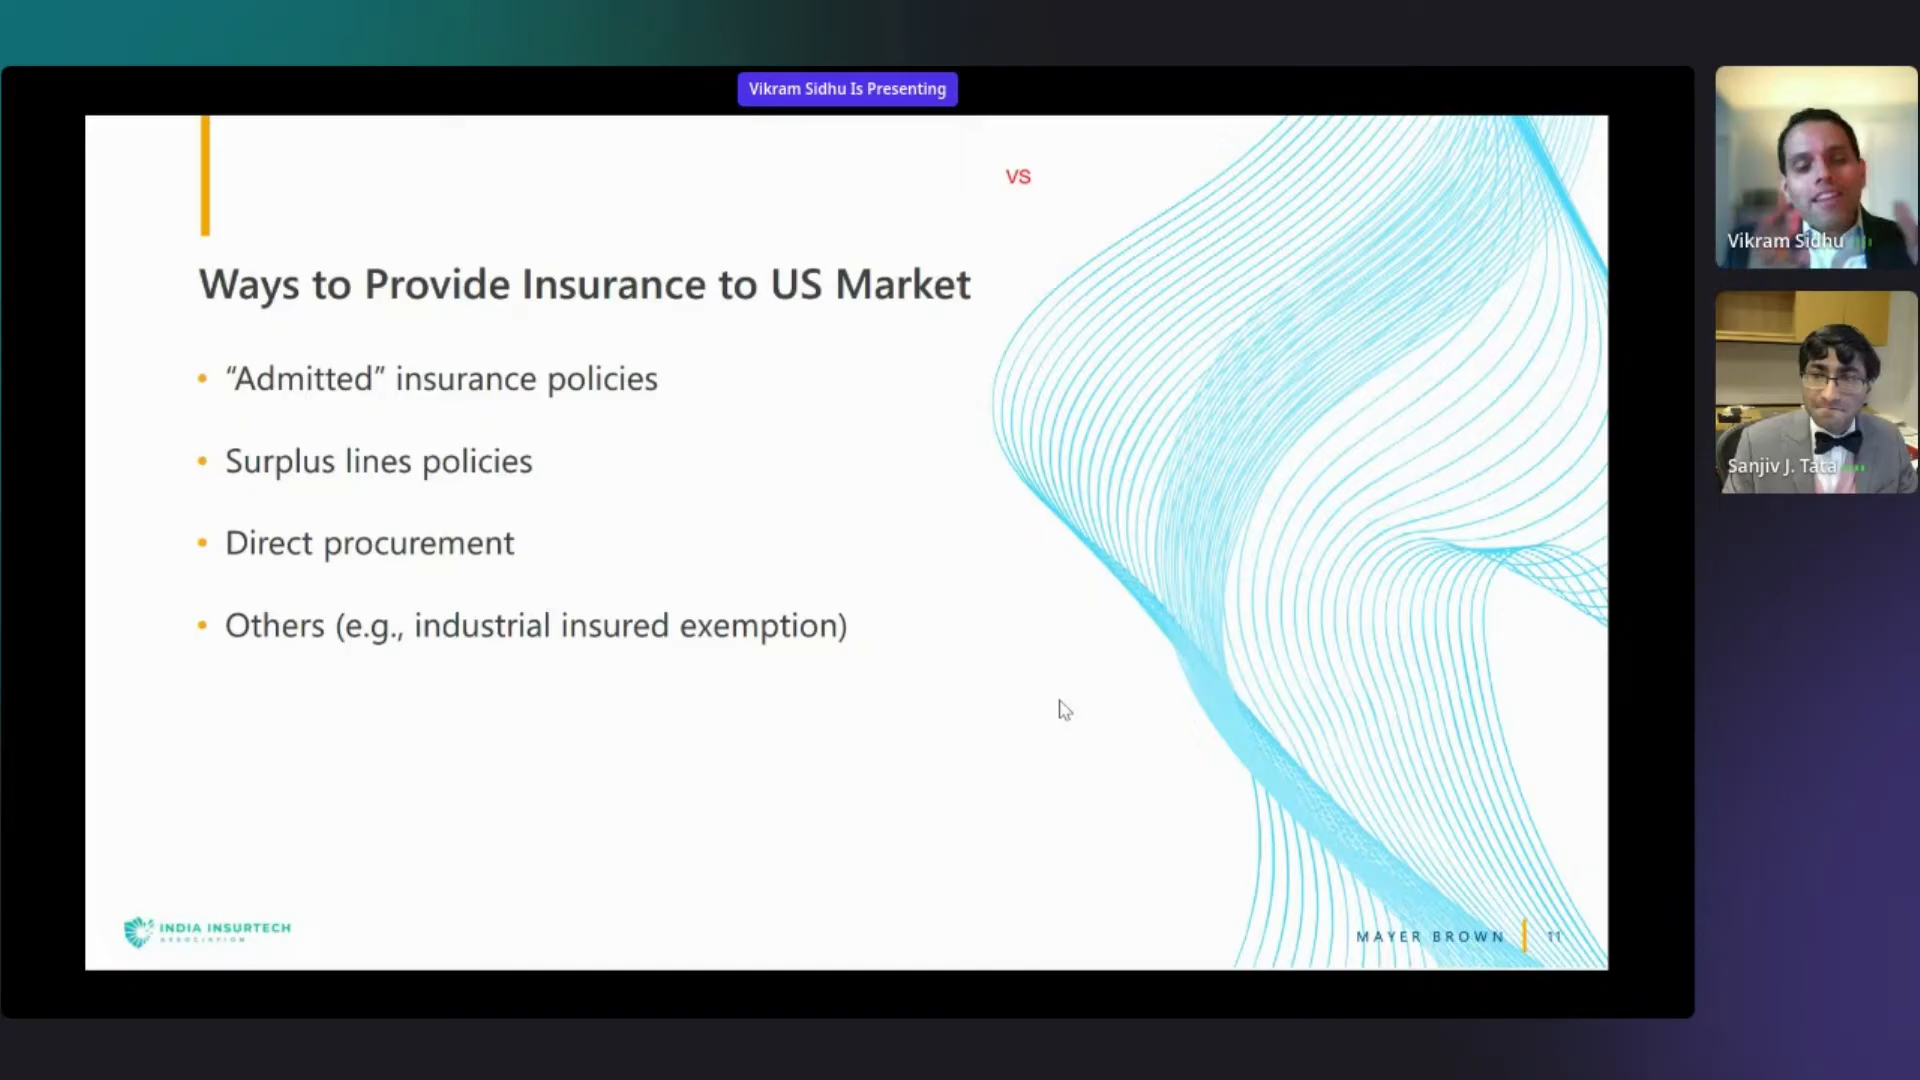 Vikram Sidhu Is Presenting
VS
Ways to Provide Insurance to US Market
• “Admitted” insurance policies
• Surplus lines policies
• Direct procurement
• Others (e.g., industrial insured exemption)
INDIA INSURTECH
ASSOCIATION
MAYER BROWN
11
Vikram Sidhu
Sanjiv J. Tata